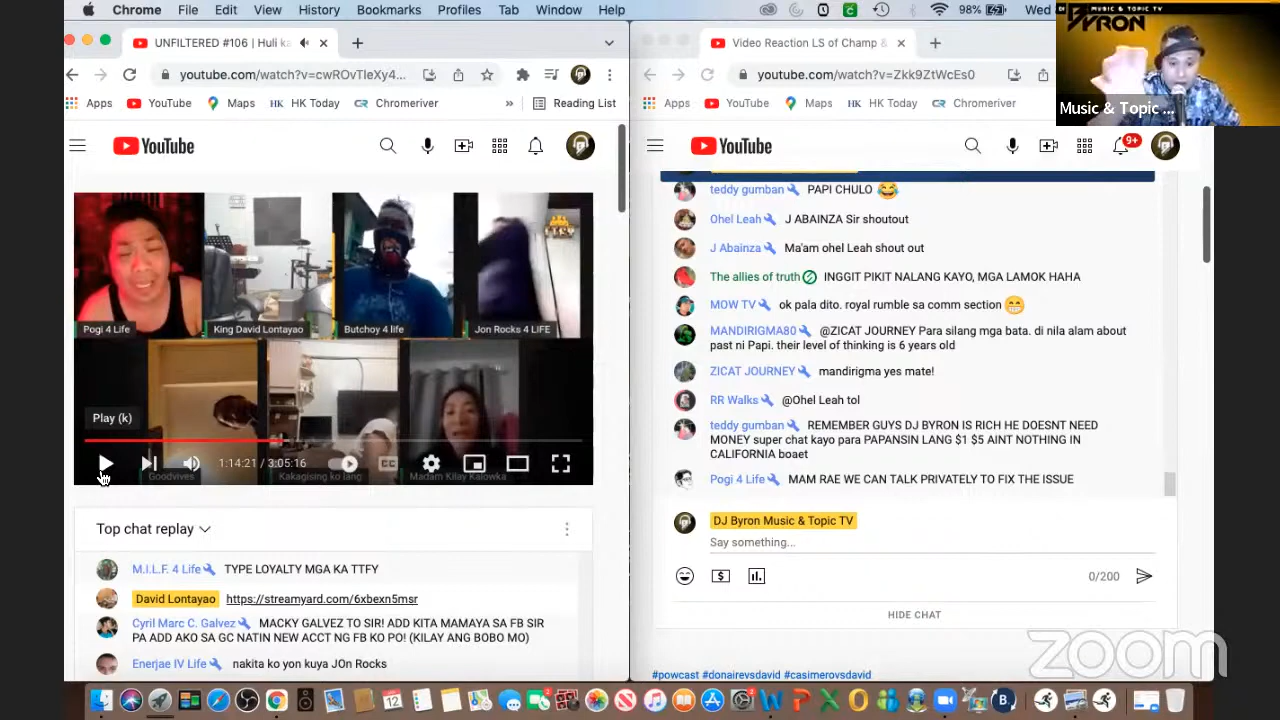 Chrome File Edit View History Bookmarks Profiles Tab Window Help
98% Wed
UNFILTERED #106 | Huli ka
Video Reaction LS of Champ &
youtube.com/watch?v=cwROvTleXy4...
youtube.com/watch?v=Zkk9ZtWcEs0
Apps YouTube Maps HK Today Chromeriver » Reading List
Apps YouTube Maps HK Today Chromeriver
MUSIC & TOPIC TV
BYRON
Music & Topic ...
YouTube
YouTube
9+
Pogi 4 Life
King David Lontayao
Butchoy 4 life
Jon Rocks 4 LIFE
Play (k)
1:14:21 / 3:05:16
Goodvives
Kakagising ko lang
Madam Kilay Kalowka
Top chat replay
M.I.L.F. 4 Life TYPE LOYALTY MGA KA TTFY
David Lontayao https://streamyard.com/6xbexn5msr
Cyril Marc C. Galvez MACKY GALVEZ TO SIR! ADD KITA MAMAYA SA FB SIR
PA ADD AKO SA GC NATIN NEW ACCT NG FB KO PO! (KILAY ANG BOBO MO)
Enerjae IV Life nakita ko yon kuya JOn Rocks
teddy gumban PAPI CHULO
Ohel Leah J ABAINZA Sir shoutout
J Abainza Ma'am ohel Leah shout out
The allies of truth INGGIT PIKIT NALANG KAYO, MGA LAMOK HAHA
MOW TV ok pala dito. royal rumble sa comm section
MANDIRIGMA80 @ZICAT JOURNEY Para silang mga bata. di nila alam about
past ni Papi. their level of thinking is 6 years old
ZICAT JOURNEY mandirigma yes mate!
RR Walks @Ohel Leah tol
teddy gumban REMEMBER GUYS DJ BYRON IS RICH HE DOESNT NEED
MONEY super chat kayo para PAPANSIN LANG $1 $5 AINT NOTHING IN
CALIFORNIA boaet
Pogi 4 Life MAM RAE WE CAN TALK PRIVATELY TO FIX THE ISSUE
DJ Byron Music & Topic TV
Say something...
0/200
HIDE CHAT
#powcast #donairevsdavid #casimerovsdavid
zoom